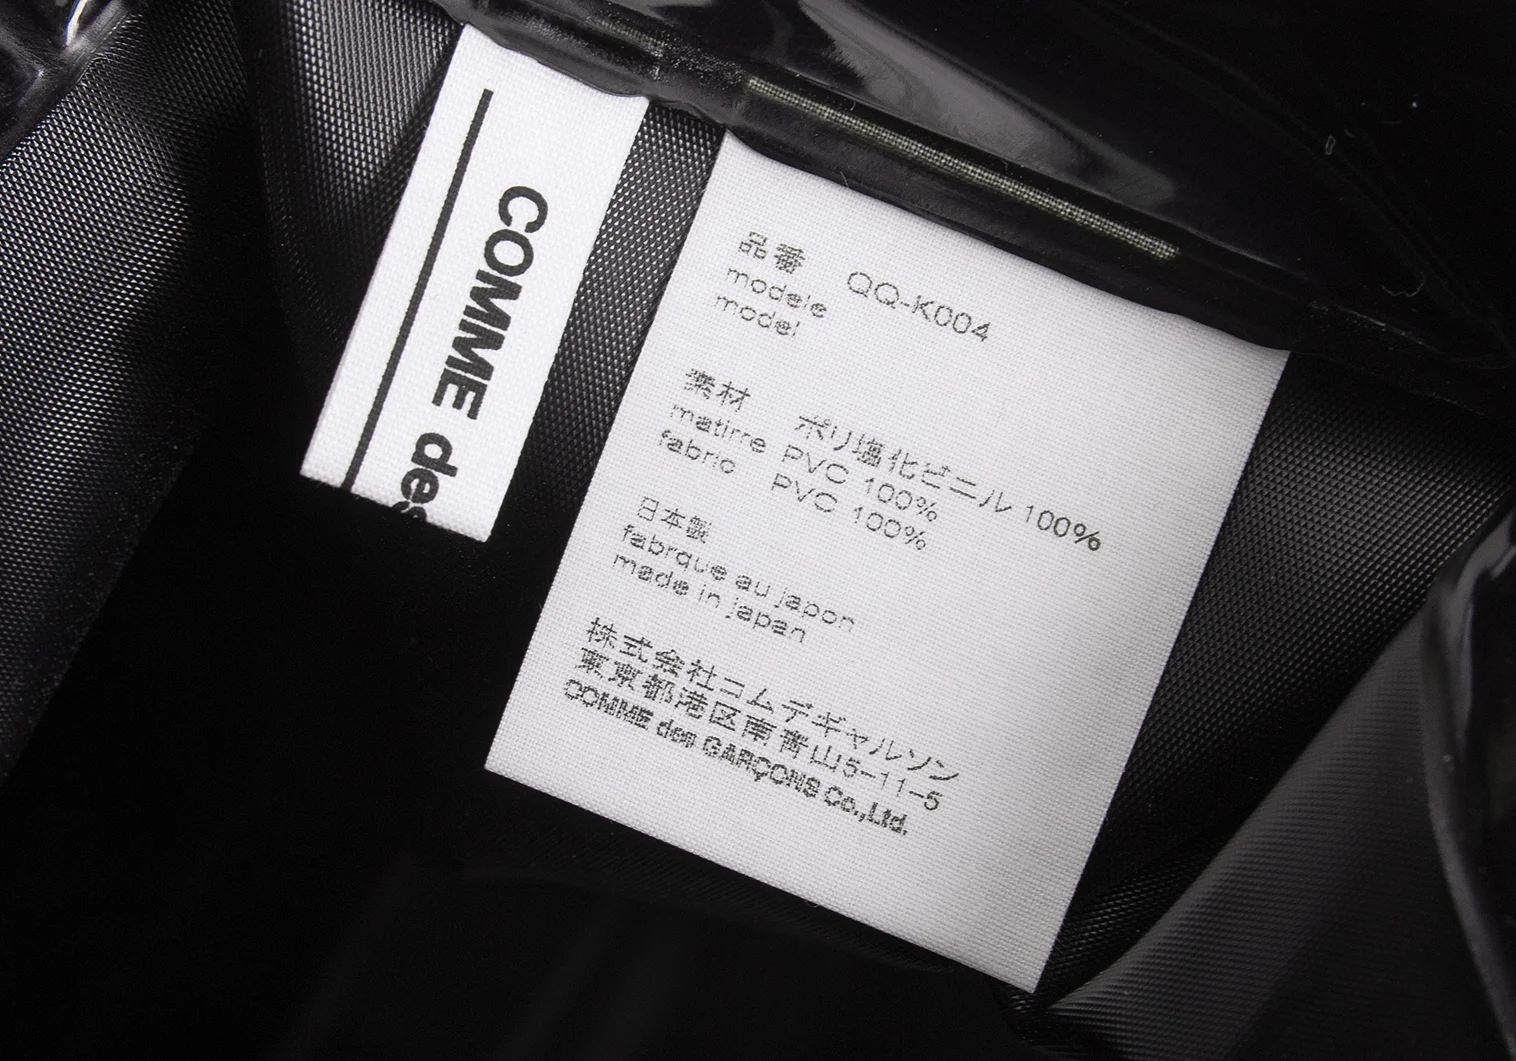 COMME des
品番 QQ-K004
modele
model
素材 ポリ塩化ビニル 100%
matirre PVC 100%
fabric PVC 100%
日本製
fabrque au japon
made in japan
株式会社コムデギャルソン
東京都港区南青山5-11-5
COMME des GARÇONS Co.,Ltd.